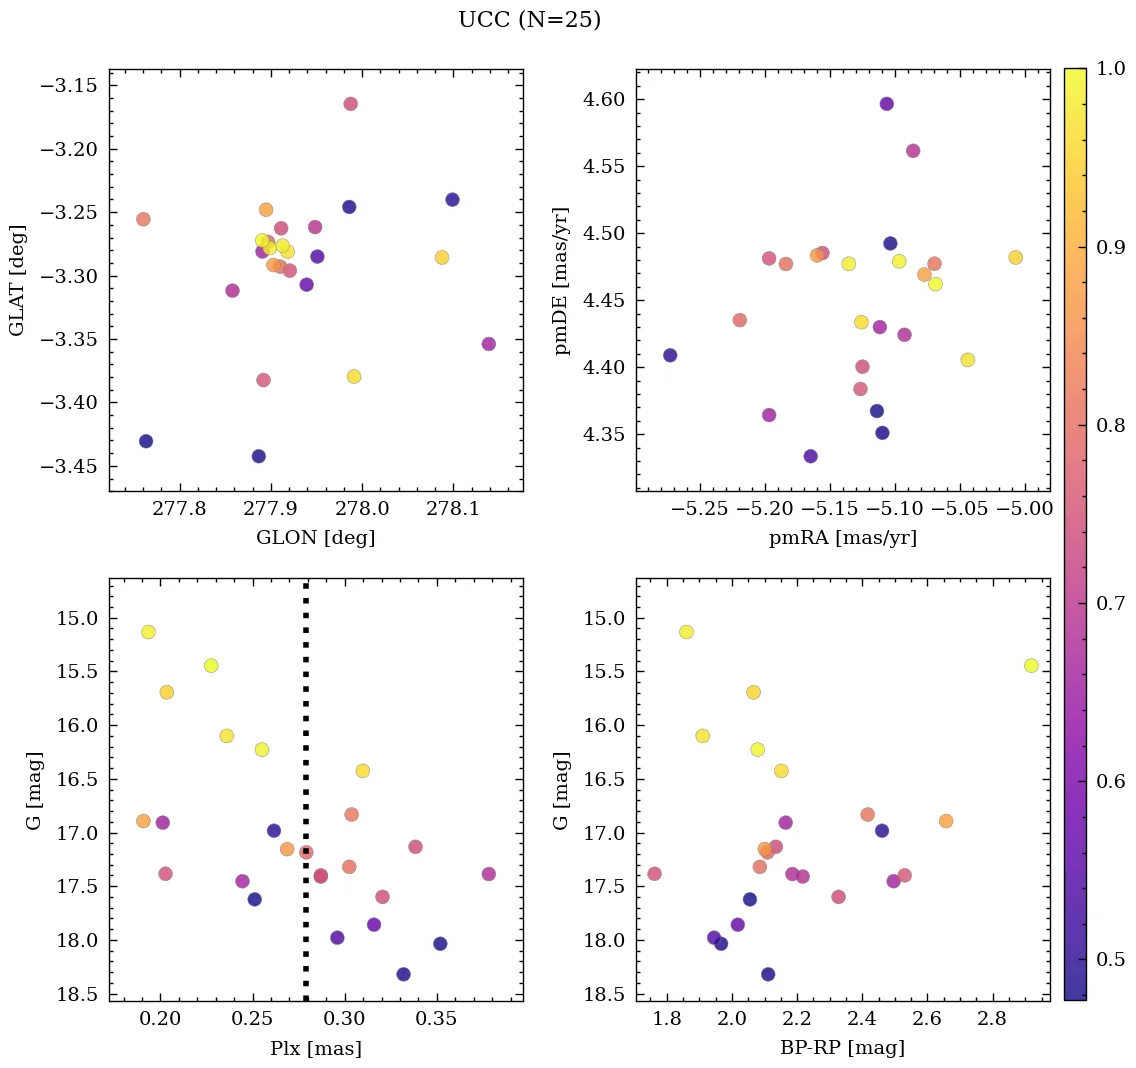 UCC (N=25)
−3.15
−3.20
−3.25
−3.30
−3.35
−3.40
−3.45
GLAT [deg]
277.8 277.9 278.0 278.1
GLON [deg]
4.60
4.55
4.50
4.45
4.40
4.35
pmDE [mas/yr]
−5.25 −5.20 −5.15 −5.10 −5.05 −5.00
pmRA [mas/yr]
15.0
15.5
16.0
16.5
17.0
17.5
18.0
18.5
G [mag]
0.20 0.25 0.30 0.35
Plx [mas]
15.0
15.5
16.0
16.5
17.0
17.5
18.0
18.5
G [mag]
1.8 2.0 2.2 2.4 2.6 2.8
BP-RP [mag]
1.0
0.9
0.8
0.7
0.6
0.5